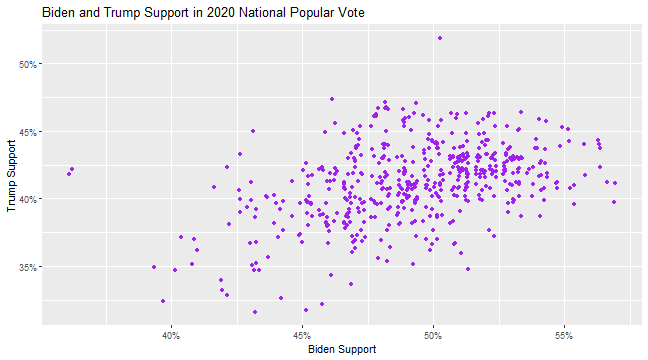 Biden and Trump Support in 2020 National Popular Vote
50%
45%
40%
35%
Trump Support
40%
45%
50%
55%
Biden Support